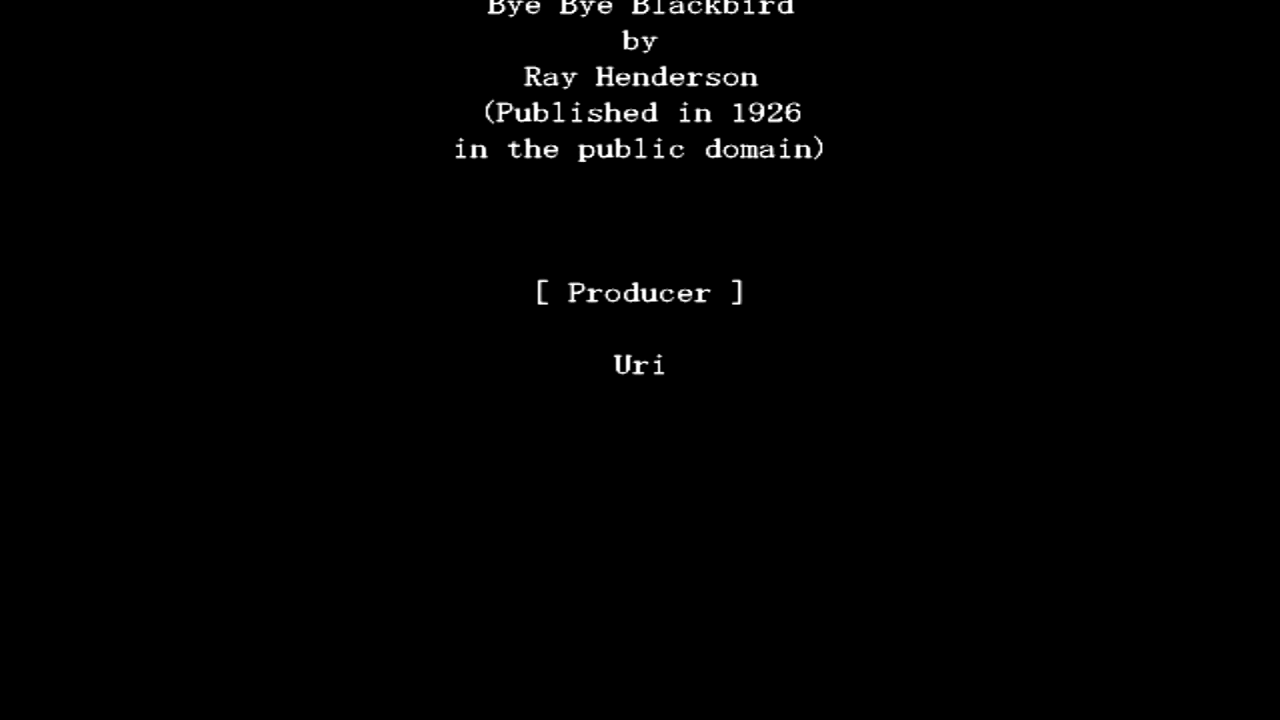 Bye Bye Blackbird
by
Ray Henderson
(Published in 1926
in the public domain)
[ Producer ]
Uri